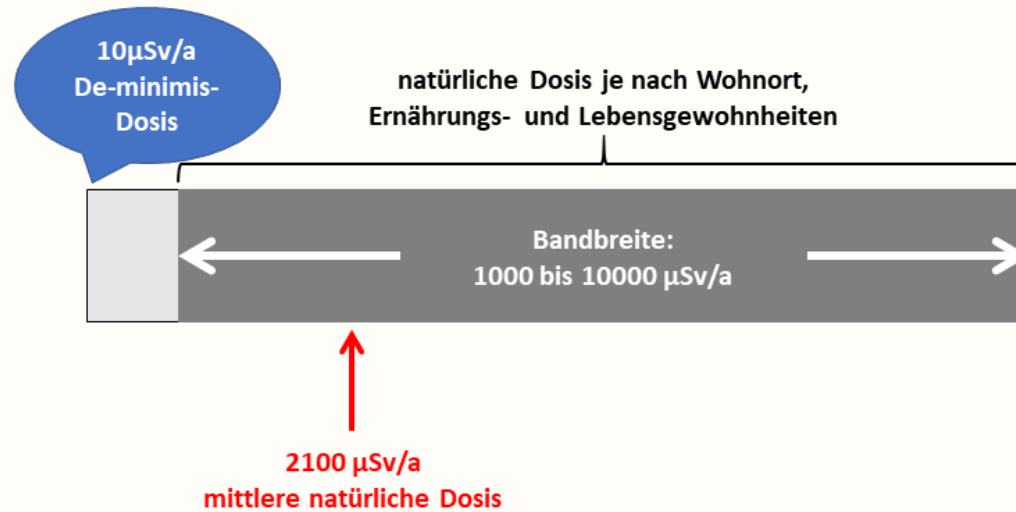 10µSv/a
De-minimis-
Dosis
natürliche Dosis je nach Wohnort,
Ernährungs- und Lebensgewohnheiten
Bandbreite:
1000 bis 10000 µSv/a
2100 µSv/a
mittlere natürliche Dosis